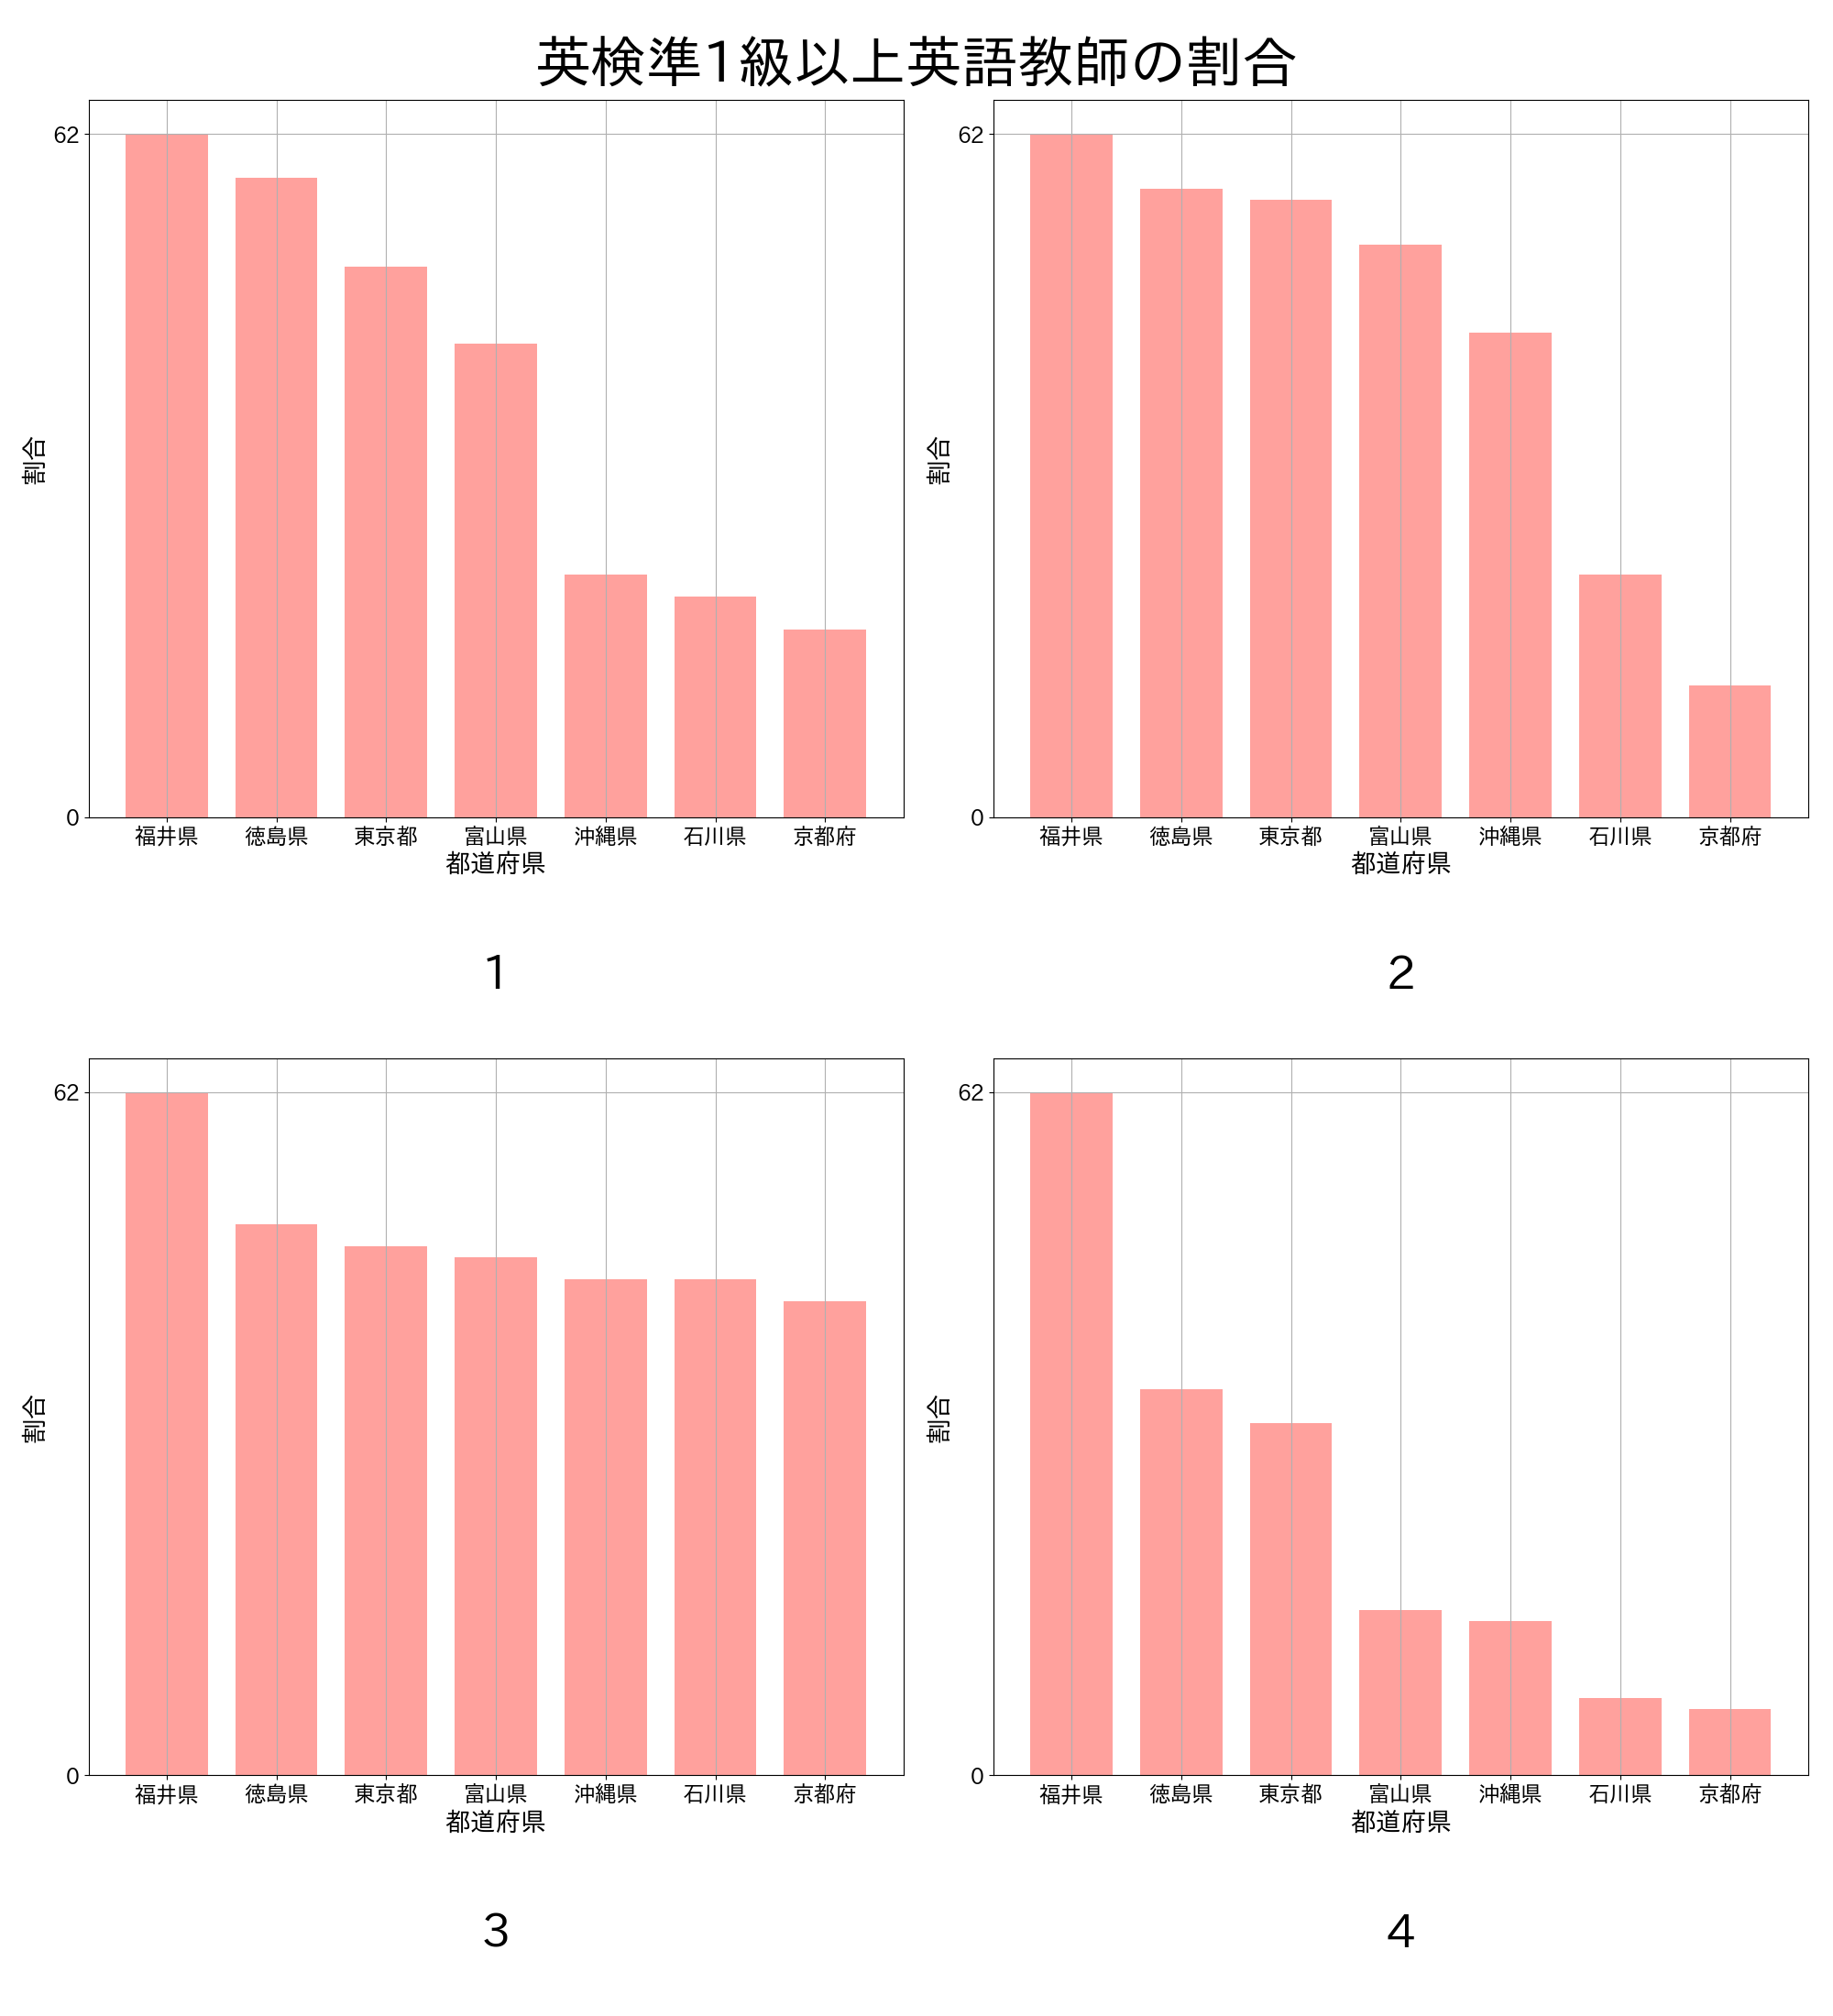 英検準1級以上英語教師の割合
62
0
割合
福井県 徳島県 東京都 富山県 沖縄県 石川県 京都府
都道府県
1
62
0
割合
福井県 徳島県 東京都 富山県 沖縄県 石川県 京都府
都道府県
2
62
0
割合
福井県 徳島県 東京都 富山県 沖縄県 石川県 京都府
都道府県
3
62
0
割合
福井県 徳島県 東京都 富山県 沖縄県 石川県 京都府
都道府県
4